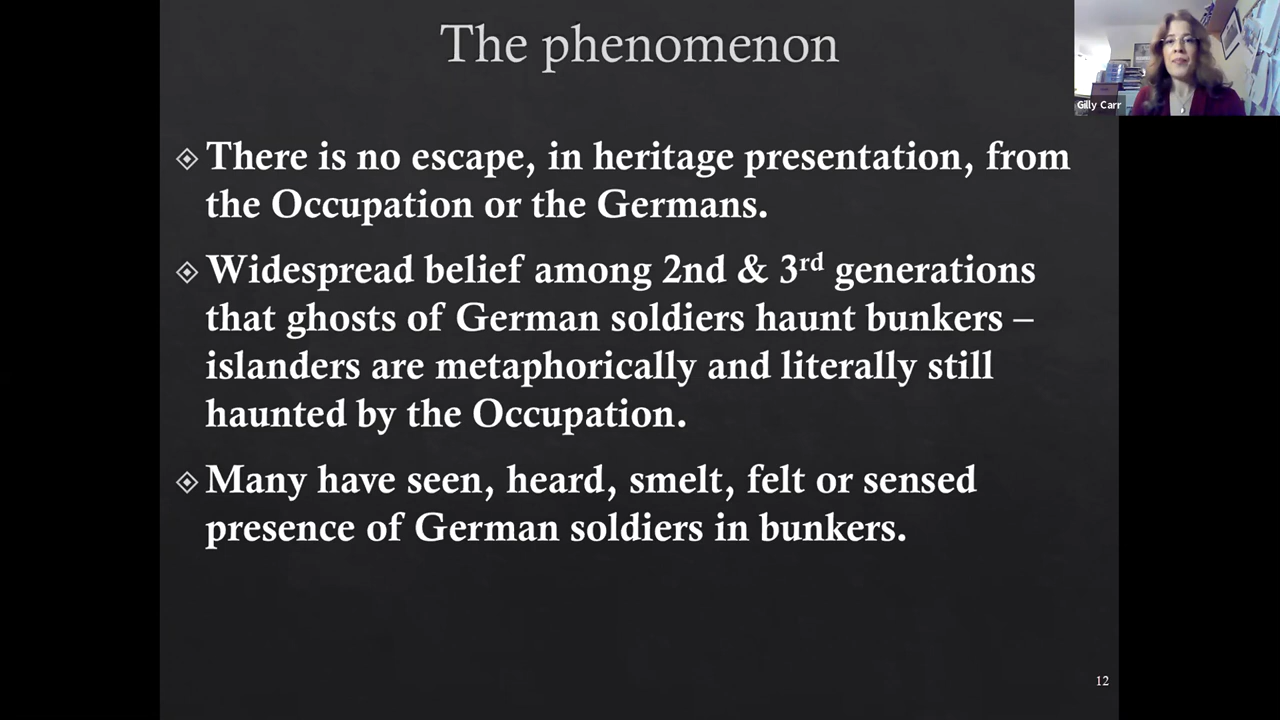 The phenomenon
Gilly Carr
There is no escape, in heritage presentation, from
the Occupation or the Germans.
Widespread belief among 2nd & 3rd generations
that ghosts of German soldiers haunt bunkers –
islanders are metaphorically and literally still
haunted by the Occupation.
Many have seen, heard, smelt, felt or sensed
presence of German soldiers in bunkers.
12